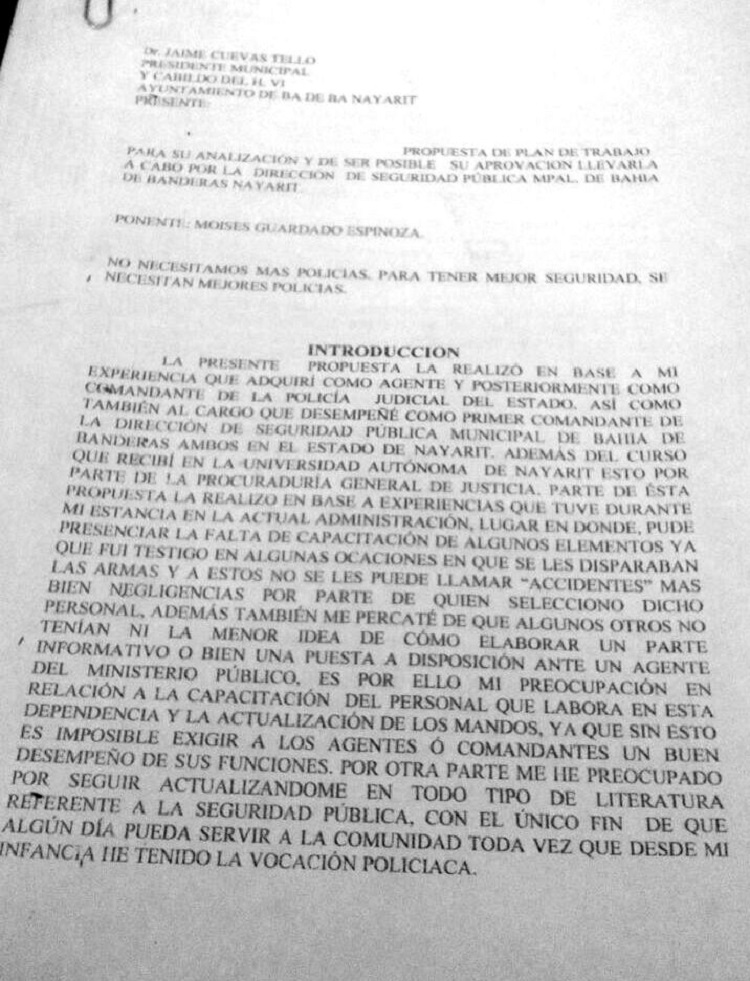 Dr. JAIME CUEVAS TELLO
PRESIDENTE MUNICIPAL
Y CABILDO DEL H. VI
AYUNTAMIENTO DE BA DE BA NAYARIT
PRESENTE:
PROPUESTA DE PLAN DE TRABAJO
PARA SU ANALIZACIÓN Y DE SER POSIBLE SU APROVACION LLEVARLA
A CABO POR LA DIRECCION DE SEGURIDAD PÚBLICA MPAL. DE BAHIA
DE BANDERAS NAYARIT
PONENTE: MOISES GUARDADO ESPINOZA.
NO NECESITAMOS MAS POLICIAS. PARA TENER MEJOR SEGURIDAD, SE
NECESITAN MEJORES POLICIAS.
INTRODUCCION
LA PRESENTE PROPUESTA LA REALIZÓ EN BASE A MI
EXPERIENCIA QUE ADQUIRÍ COMO AGENTE Y POSTERIORMENTE COMO
COMANDANTE DE LA POLICÍA JUDICIAL DEL ESTADO. ASÍ COMO
TAMBIÉN AL CARGO QUE DESEMPEÑÉ COMO PRIMER COMANDANTE DE
LA DIRECCIÓN DE SEGURIDAD PÚBLICA MUNICIPAL DE BAHIA DE
BANDERAS AMBOS EN EL ESTADO DE NAYARIT. ADEMÁS DEL CURSO
QUE RECIBÍ EN LA UNIVERSIDAD AUTÓNOMA DE NAYARIT ESTO POR
PARTE DE LA PROCURADURÍA GENERAL DE JUSTICIA. PARTE DE ÉSTA
PROPUESTA LA REALIZO EN BASE A EXPERIENCIAS QUE TUVE DURANTE
MI ESTANCIA EN LA ACTUAL ADMINISTRACIÓN, LUGAR EN DONDE, PUDE
PRESENCIAR LA FALTA DE CAPACITACIÓN DE ALGUNOS ELEMENTOS YA
QUE FUI TESTIGO EN ALGUNAS OCACIONES EN QUE SE LES DISPARABAN
LAS ARMAS Y A ESTOS NO SE LES PUEDE LLAMAR "ACCIDENTES" MAS
BIEN NEGLIGENCIAS POR PARTE DE QUIEN SELECCIONO DICHO
PERSONAL, ADEMÁS TAMBIÉN ME PERCATÉ DE QUE ALGUNOS OTROS NO
TENÍAN NI LA MENOR IDEA DE CÓMO ELABORAR UN PARTE
INFORMATIVO O BIEN UNA PUESTA A DISPOSICIÓN ANTE UN AGENTE
DEL MINISTERIO PÚBLICO, ES POR ELLO MI PREOCUPACIÓN EN
RELACIÓN A LA CAPACITACIÓN DEL PERSONAL QUE LABORA EN ESTA
DEPENDENCIA Y LA ACTUALIZACIÓN DE LOS MANDOS, YA QUE SIN ESTO
ES IMPOSIBLE EXIGIR A LOS AGENTES Ó COMANDANTES UN BUEN
DESEMPEÑO DE SUS FUNCIONES. POR OTRA PARTE ME HE PREOCUPADO
POR SEGUIR ACTUALIZANDOME EN TODO TIPO DE LITERATURA
REFERENTE A LA SEGURIDAD PÚBLICA, CON EL ÚNICO FIN DE QUE
ALGÚN DÍA PUEDA SERVIR A LA COMUNIDAD TODA VEZ QUE DESDE MI
INFANCIA HE TENIDO LA VOCACIÓN POLICIACA.